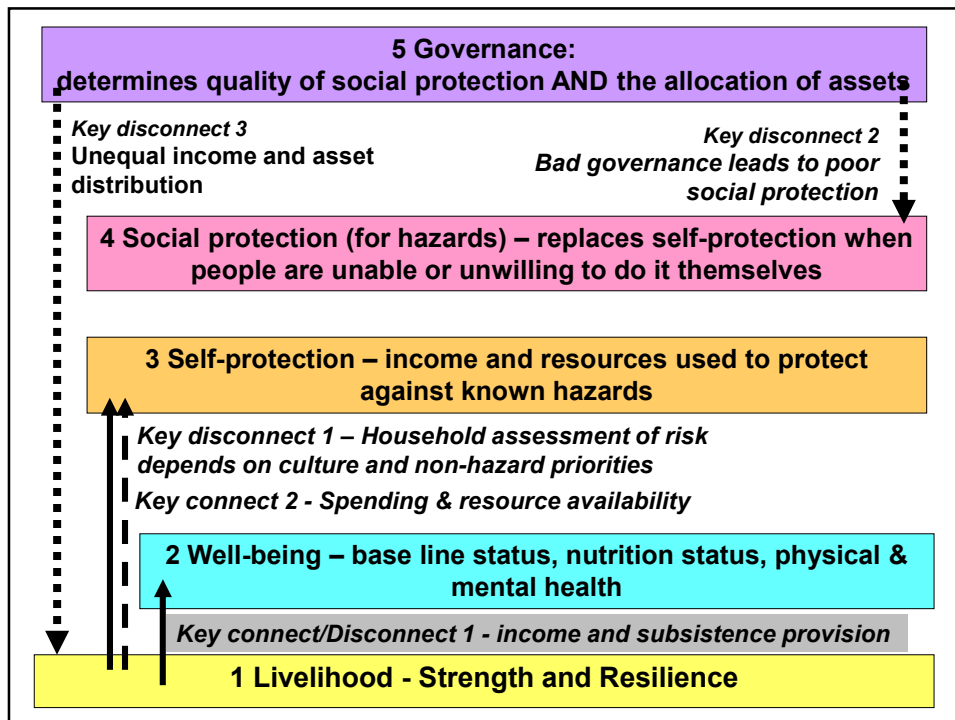 5 Governance:
determines quality of social protection AND the allocation of assets
Key disconnect 3
Unequal income and asset
distribution
Key disconnect 2
Bad governance leads to poor
social protection
4 Social protection (for hazards) – replaces self-protection when
people are unable or unwilling to do it themselves
3 Self-protection – income and resources used to protect
against known hazards
Key disconnect 1 – Household assessment of risk
depends on culture and non-hazard priorities
Key connect 2 - Spending & resource availability
2 Well-being – base line status, nutrition status, physical &
mental health
Key connect/Disconnect 1 - income and subsistence provision
1 Livelihood - Strength and Resilience